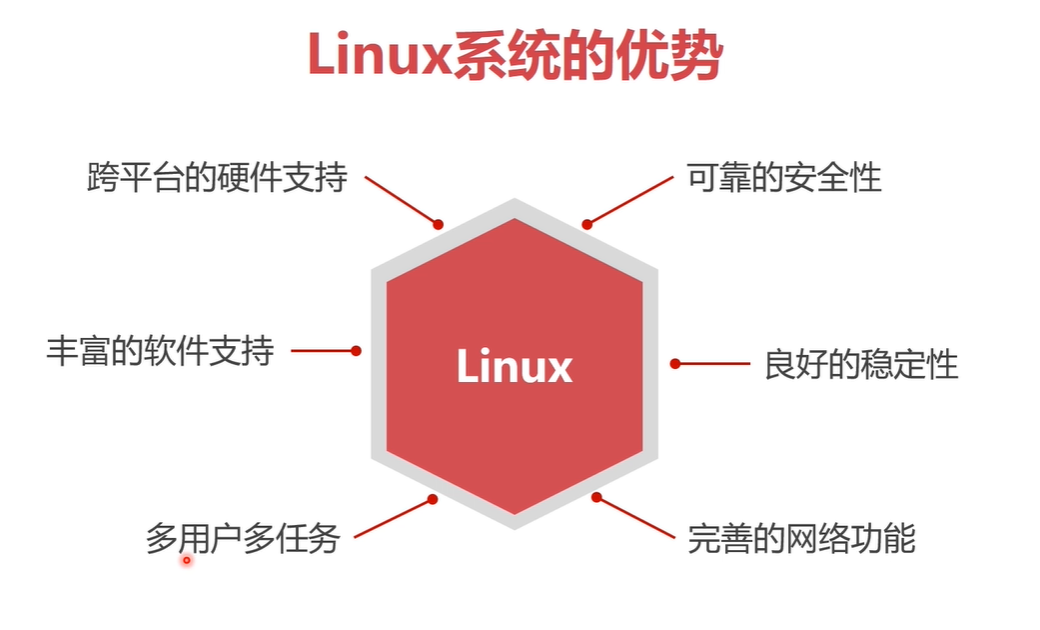 Linux系统的优势
跨平台的硬件支持
可靠的安全性
丰富的软件支持
Linux
良好的稳定性
多用户多任务
完善的网络功能